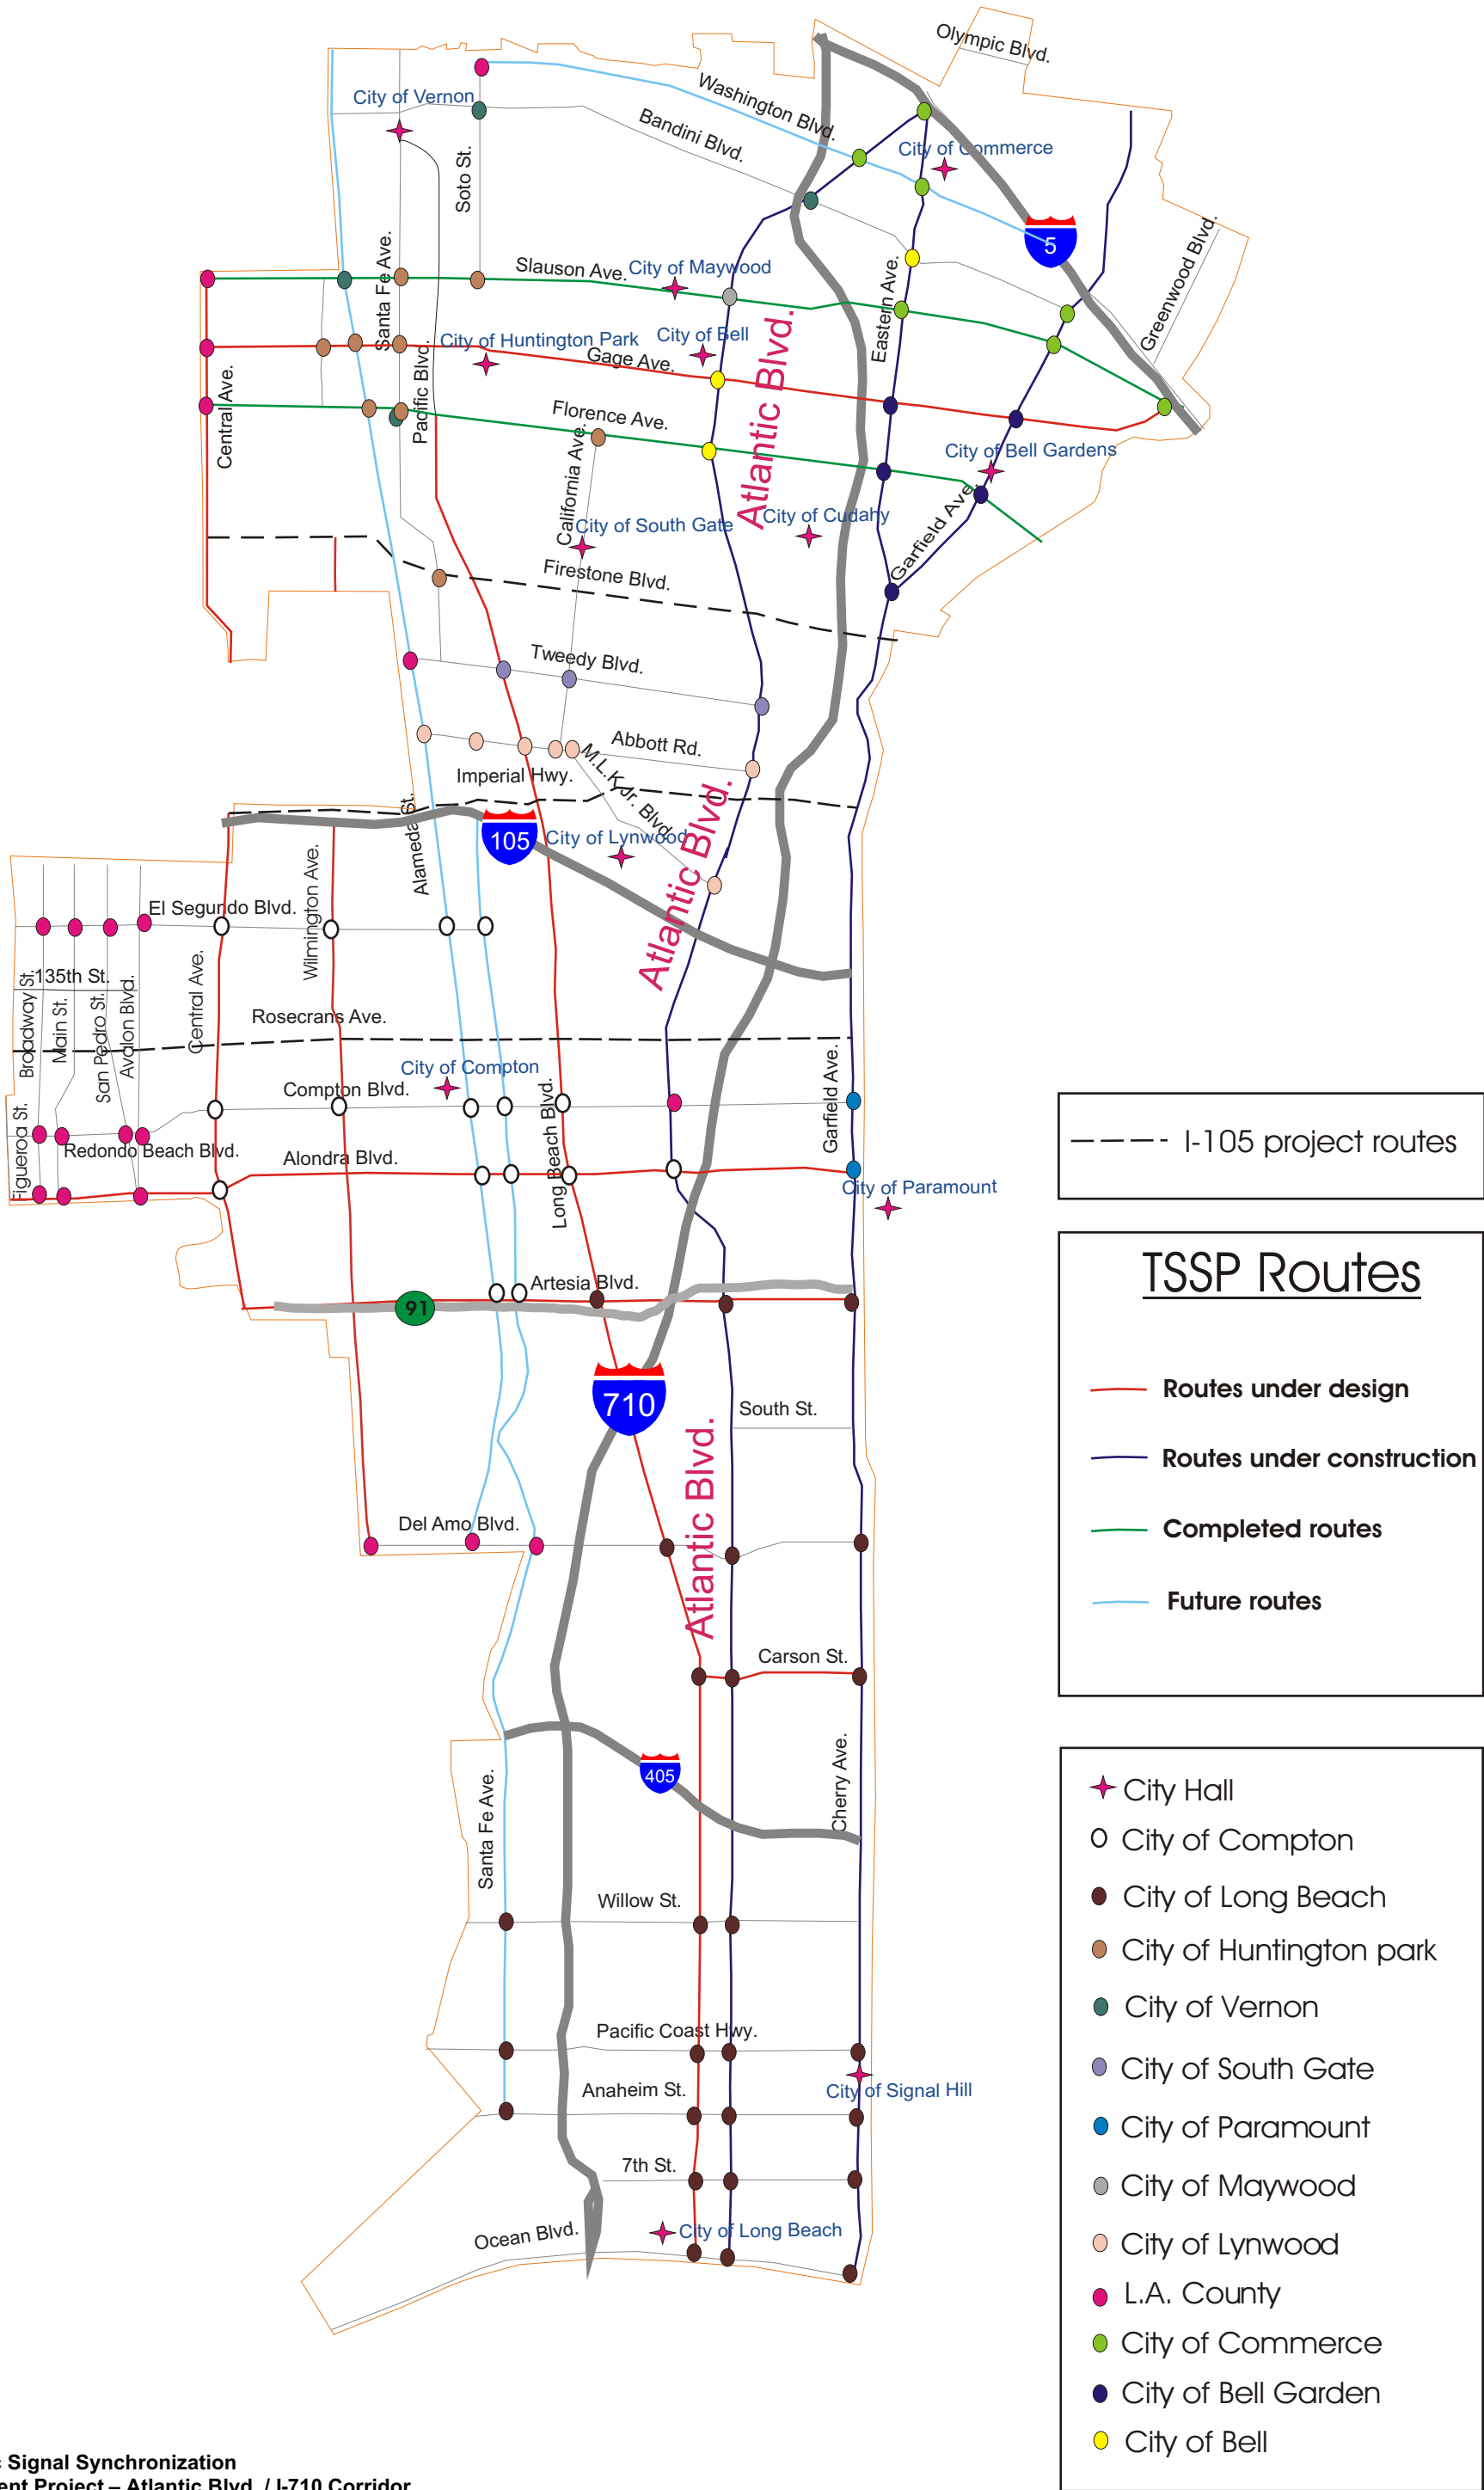 Olympic Blvd.
Washington Blvd.
City of Vernon
Bandini Blvd.
City of Commerce
Soto St.
5
Greenwood Blvd.
Santa Fe Ave.
Slauson Ave.
City of Maywood
Eastern Ave.
City of Huntington Park
City of Bell
Gage Ave.
Atlantic Blvd.
Pacific Blvd.
Central Ave.
Florence Ave.
California Ave.
City of Bell Gardens
City of South Gate
City of Cudahy
Garfield Ave.
Firestone Blvd.
Tweedy Blvd.
Abbott Rd.
Imperial Hwy.
M.L.K Jr. Blvd.
Alameda St.
105
City of Lynwood
Atlantic Blvd.
Wilmington Ave.
El Segundo Blvd.
135th St.
Broadway St.
Main St.
San Pedro St.
Avalon Blvd.
Central Ave.
Rosecrans Ave.
City of Compton
Compton Blvd.
Long Beach Blvd.
Garfield Ave.
Figueroa St.
Redondo Beach Blvd.
Alondra Blvd.
City of Paramount
Artesia Blvd.
91
710
South St.
Atlantic Blvd.
Del Amo Blvd.
Carson St.
405
Cherry Ave.
Santa Fe Ave.
Willow St.
Pacific Coast Hwy.
Anaheim St.
City of Signal Hill
7th St.
Ocean Blvd.
City of Long Beach
I-105 project routes
TSSP Routes
Routes under design
Routes under construction
Completed routes
Future routes
City Hall
City of Compton
City of Long Beach
City of Huntington park
City of Vernon
City of South Gate
City of Paramount
City of Maywood
City of Lynwood
L.A. County
City of Commerce
City of Bell Garden
City of Bell
Signal Synchronization
Project – Atlantic Blvd. / I-710 Corridor